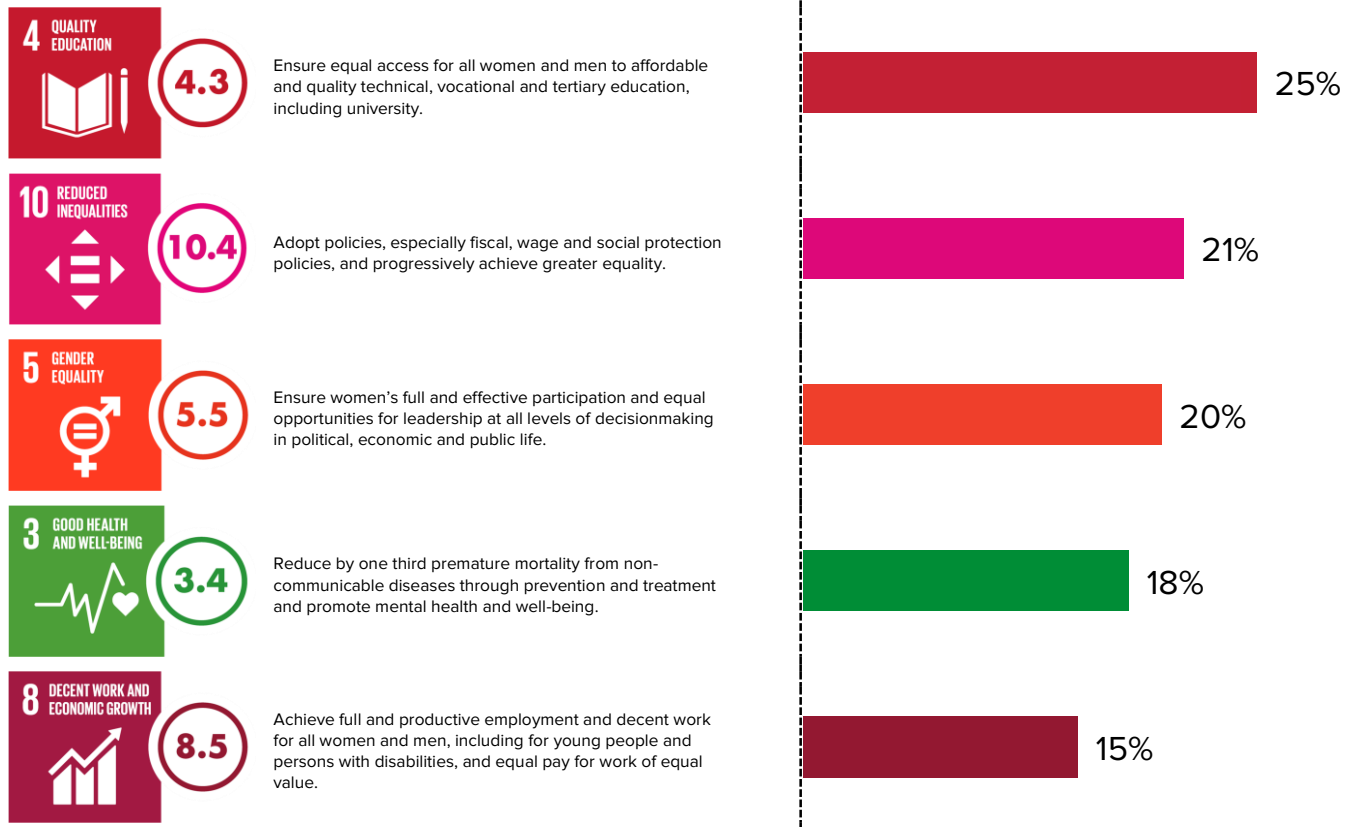 4 QUALITY
EDUCATION
4.3
Ensure equal access for all women and men to affordable
and quality technical, vocational and tertiary education,
including university.
25%
10 REDUCED
INEQUALITIES
10.4
Adopt policies, especially fiscal, wage and social protection
policies, and progressively achieve greater equality.
21%
5 GENDER
EQUALITY
5.5
Ensure women’s full and effective participation and equal
opportunities for leadership at all levels of decisionmaking
in political, economic and public life.
20%
3 GOOD HEALTH
AND WELL-BEING
3.4
Reduce by one third premature mortality from non-
communicable diseases through prevention and treatment
and promote mental health and well-being.
18%
8 DECENT WORK AND
ECONOMIC GROWTH
8.5
Achieve full and productive employment and decent work
for all women and men, including for young people and
persons with disabilities, and equal pay for work of equal
value.
15%